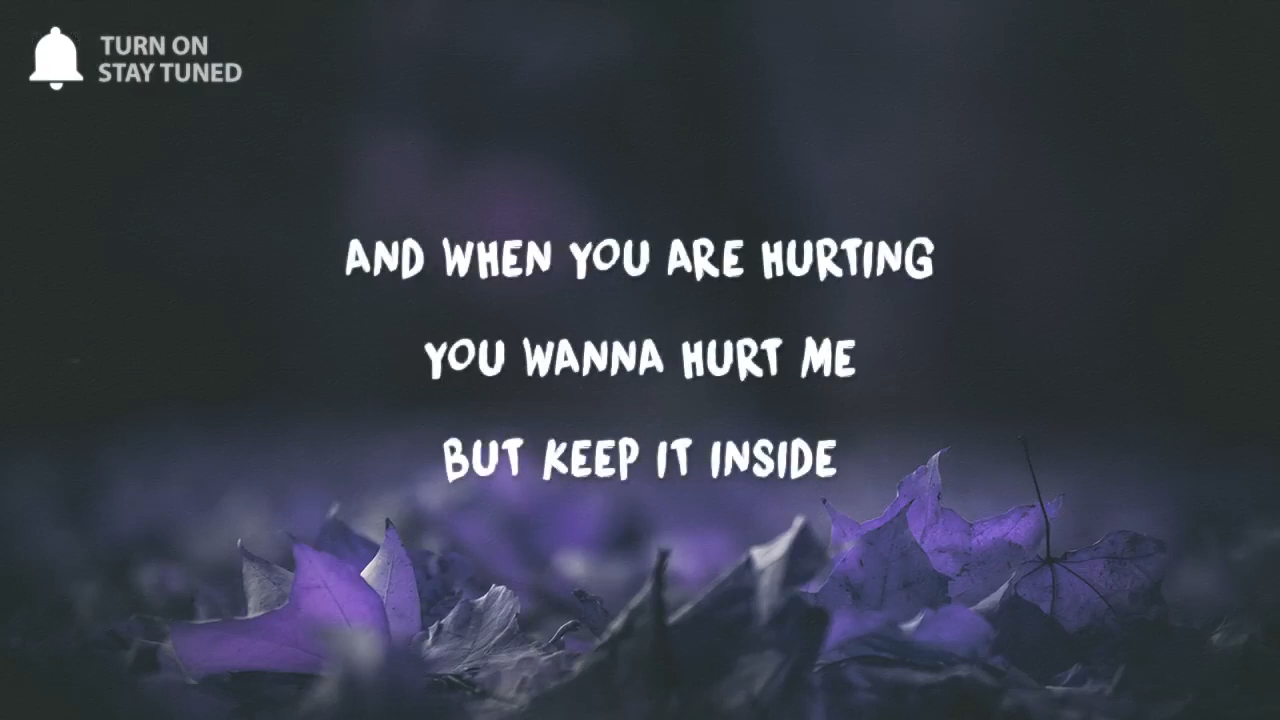 TURN ON
STAY TUNED
AND WHEN YOU ARE HURTING
YOU WANNA HURT ME
BUT KEEP IT INSIDE